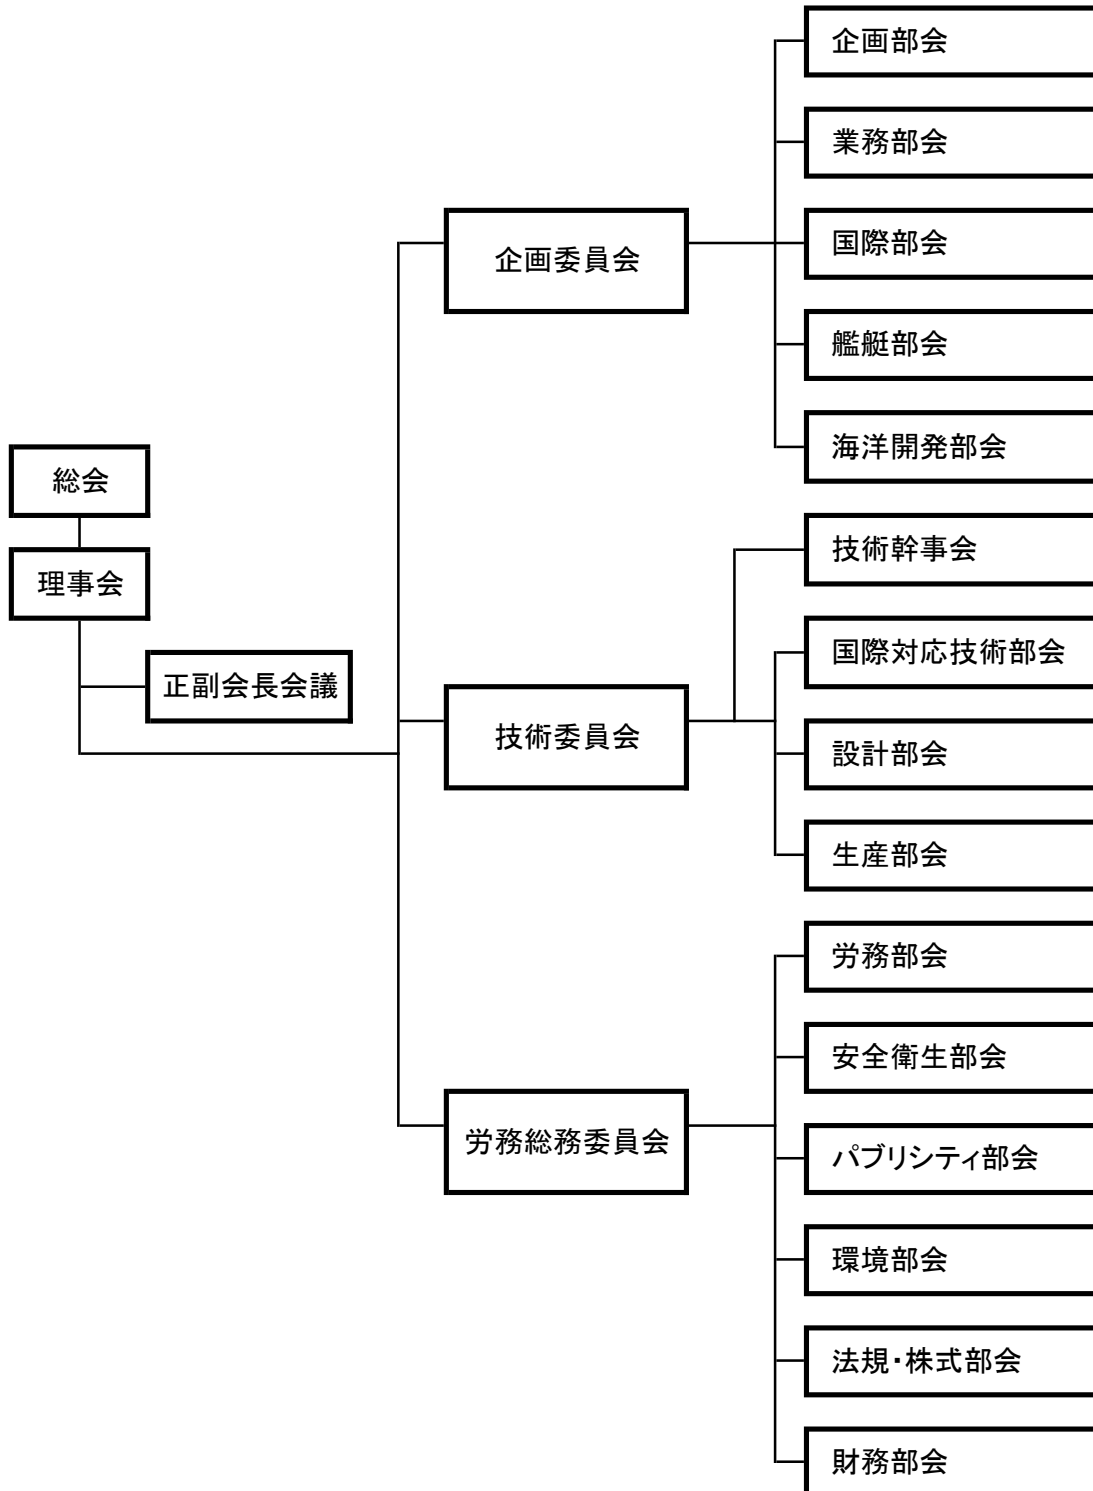 総会
理事会
正副会長会議
企画委員会
企画部会
業務部会
国際部会
艦艇部会
海洋開発部会
技術委員会
技術幹事会
国際対応技術部会
設計部会
生産部会
労務総務委員会
労務部会
安全衛生部会
パブリシティ部会
環境部会
法規・株式部会
財務部会